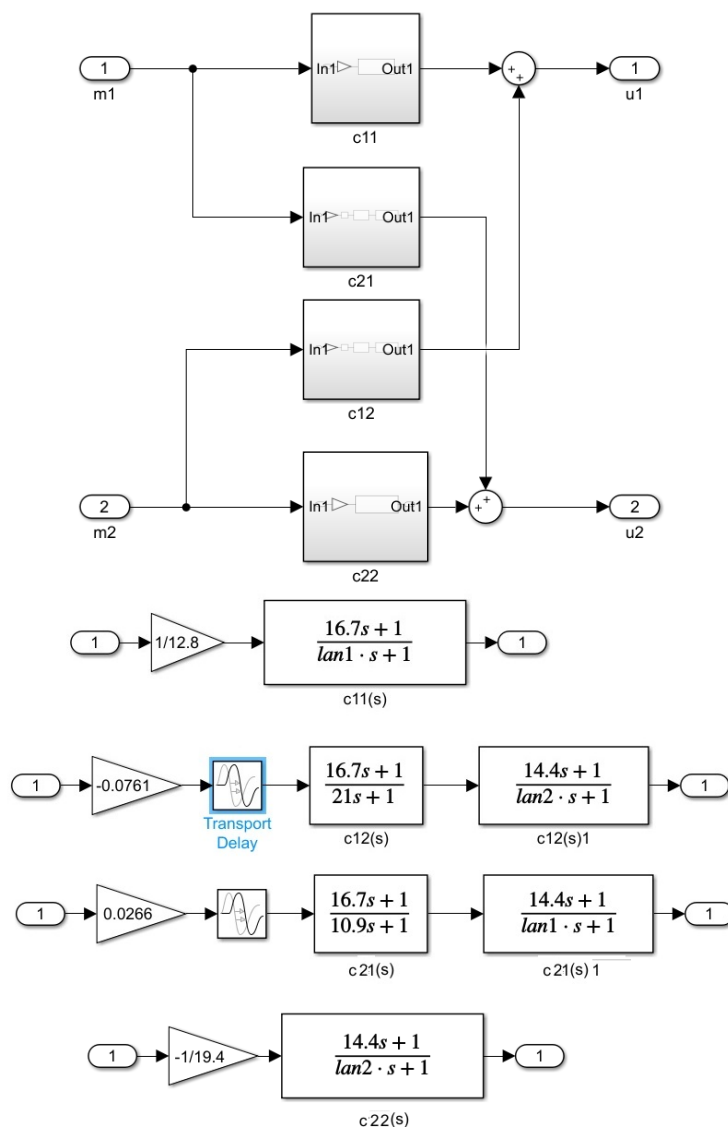 1
m1
In1
Out1
c11
+
+
1
u1
In1
Out1
c21
In1
Out1
c12
2
m2
In1
Out1
c22
+
+
2
u2
1
1/12.8
16.7s + 1
lan1 · s + 1
1
c11(s)
1
-0.0761
Transport
Delay
16.7s + 1
21s + 1
c12(s)
14.4s + 1
lan2 · s + 1
c12(s)1
1
1
0.0266
16.7s + 1
10.9s + 1
c21(s)
14.4s + 1
lan1 · s + 1
c21(s) 1
1
1
-1/19.4
14.4s + 1
lan2 · s + 1
1
c22(s)